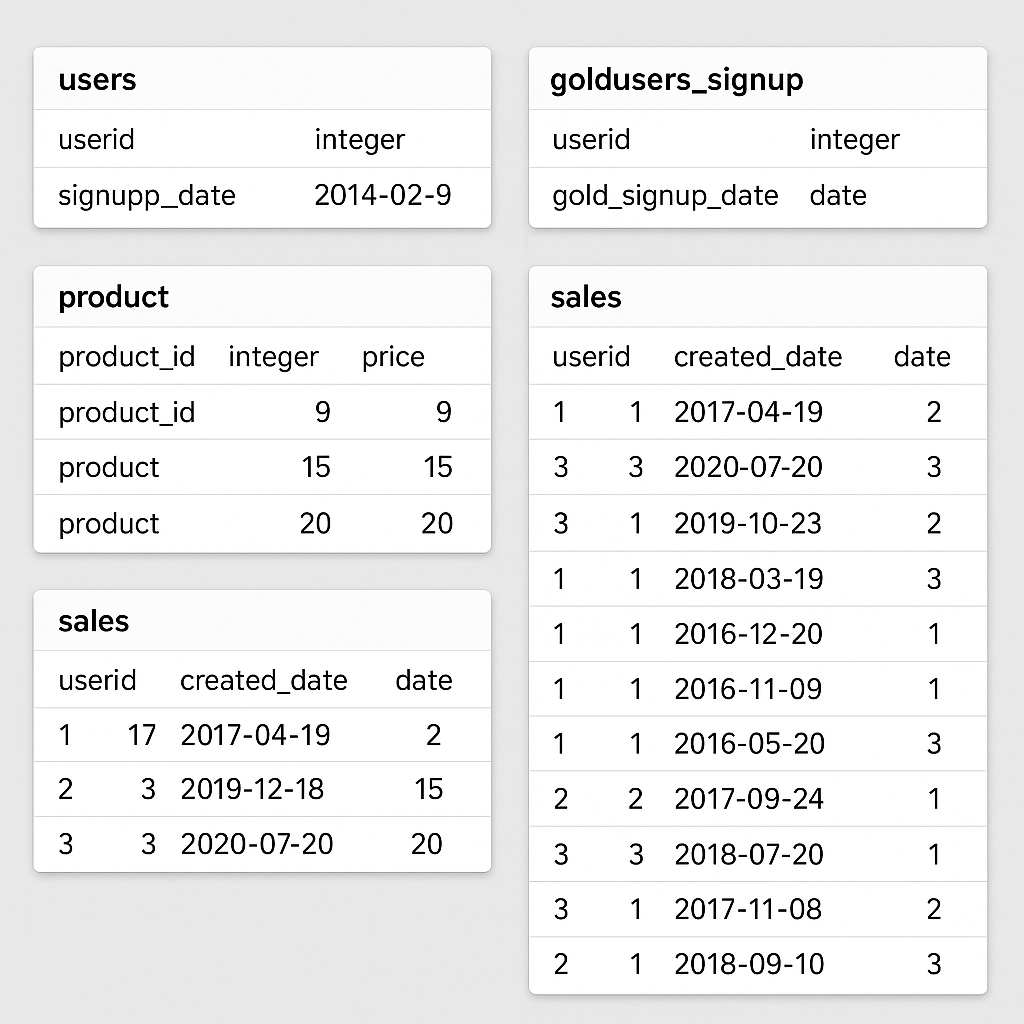 users
userid integer
signupp_date 2014-02-9
goldusers_signup
userid integer
gold_signup_date date
product
product_id integer price
product_id 9 9
product 15 15
product 20 20
sales
userid created_date date
1 17 2017-04-19 2
2 3 2019-12-18 15
3 3 2020-07-20 20
sales
userid created_date date
1 1 2017-04-19 2
3 3 2020-07-20 3
3 1 2019-10-23 2
1 1 2018-03-19 3
1 1 2016-12-20 1
1 1 2016-11-09 1
1 1 2016-05-20 3
2 2 2017-09-24 1
3 3 2018-07-20 1
3 1 2017-11-08 2
2 1 2018-09-10 3